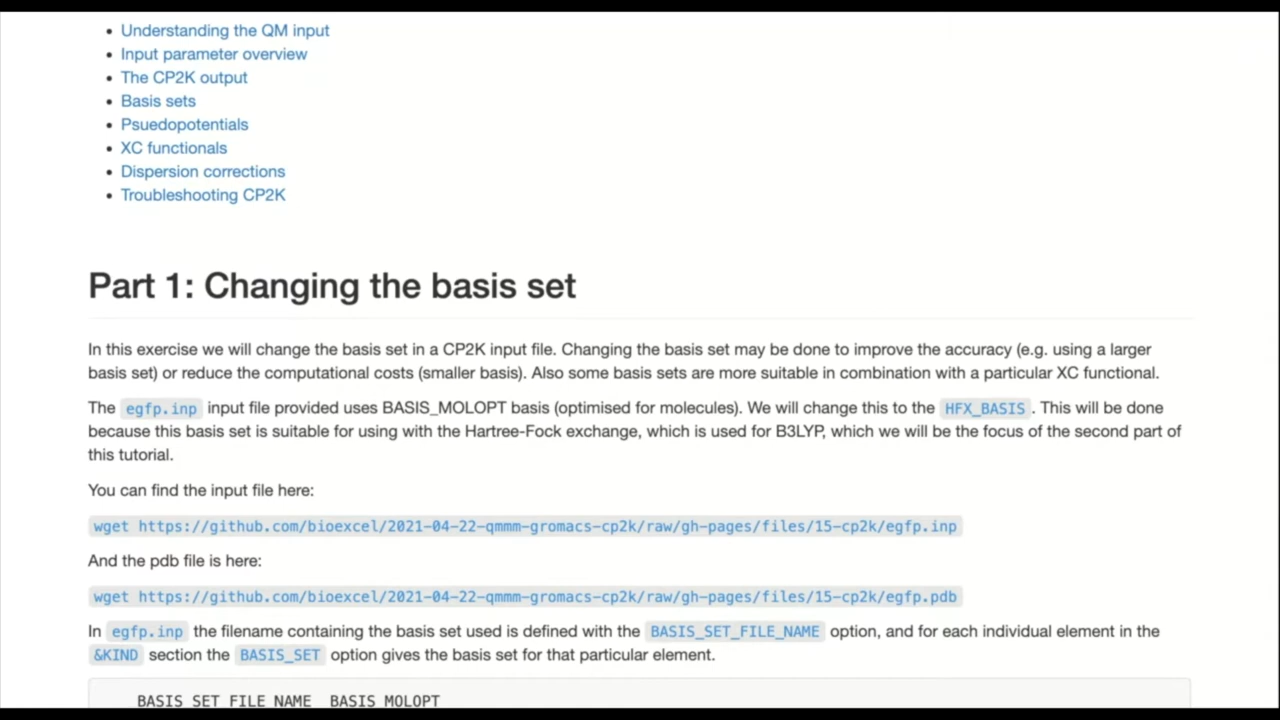 Understanding the QM input
Input parameter overview
The CP2K output
Basis sets
Psuedopotentials
XC functionals
Dispersion corrections
Troubleshooting CP2K
Part 1: Changing the basis set
In this exercise we will change the basis set in a CP2K input file. Changing the basis set may be done to improve the accuracy (e.g. using a larger
basis set) or reduce the computational costs (smaller basis). Also some basis sets are more suitable in combination with a particular XC functional.
The egfp.inp input file provided uses BASIS_MOLOPT basis (optimised for molecules). We will change this to the HFX_BASIS . This will be done
because this basis set is suitable for using with the Hartree-Fock exchange, which is used for B3LYP, which we will be the focus of the second part of
this tutorial.
You can find the input file here:
wget https://github.com/bioexcel/2021-04-22-qmmm-gromacs-cp2k/raw/gh-pages/files/15-cp2k/egfp.inp
And the pdb file is here:
wget https://github.com/bioexcel/2021-04-22-qmmm-gromacs-cp2k/raw/gh-pages/files/15-cp2k/egfp.pdb
In egfp.inp the filename containing the basis set used is defined with the BASIS_SET_FILE_NAME option, and for each individual element in the
&KIND section the BASIS_SET option gives the basis set for that particular element.
BASIS_SET_FILE_NAME BASIS_MOLOPT